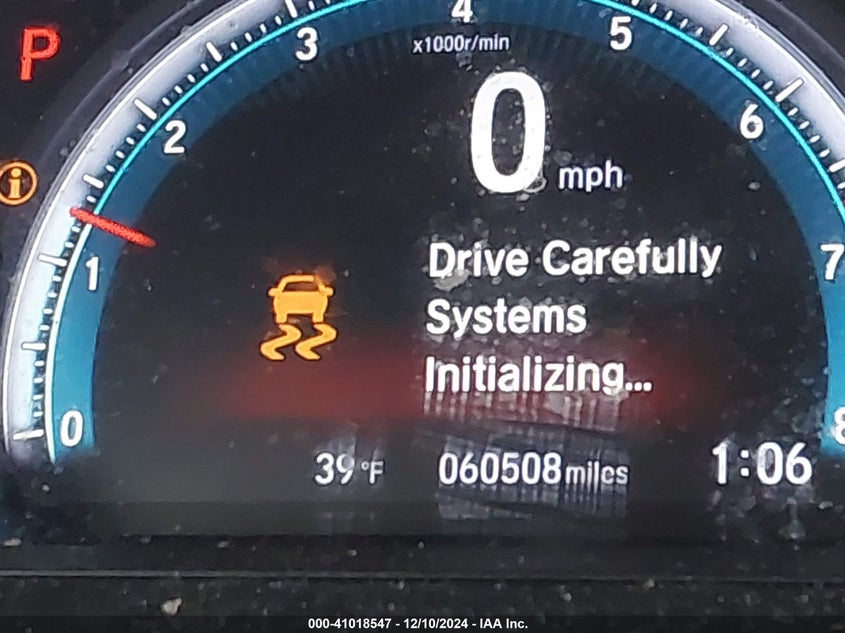 P
0 1 2 3 4 5 6 7 8
x1000r/min
0 mph
i
Drive Carefully
Systems
Initializing...
39°F 060508miles 1:06
000-41018547 - 12/10/2024 - IAA Inc.